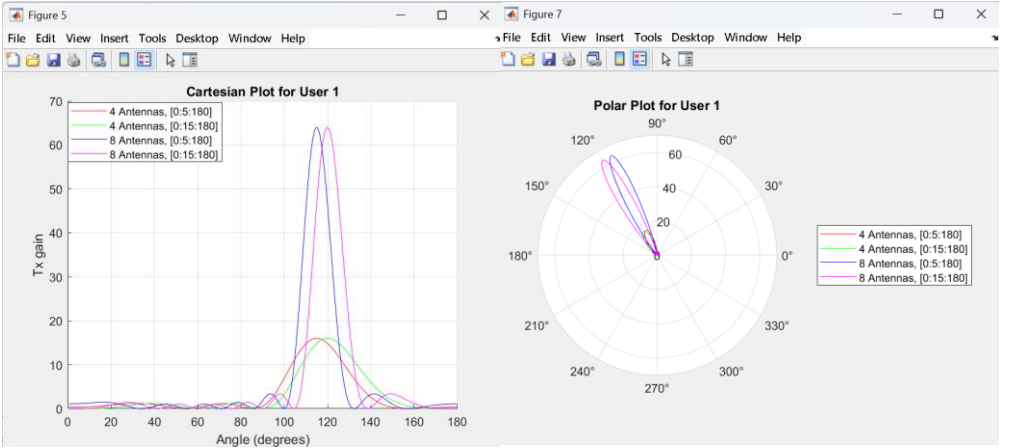 Figure 5
File Edit View Insert Tools Desktop Window Help
Cartesian Plot for User 1
4 Antennas, [0:5:180]
4 Antennas, [0:15:180]
8 Antennas, [0:5:180]
8 Antennas, [0:15:180]
70
60
50
40
30
20
10
0
Tx gain
0 20 40 60 80 100 120 140 160 180
Angle (degrees)
Figure 7
File Edit View Insert Tools Desktop Window Help
Polar Plot for User 1
90°
120° 60°
60
150° 30°
40
20
180° 0 0°
210° 330°
240° 300°
270°
4 Antennas, [0:5:180]
4 Antennas, [0:15:180]
8 Antennas, [0:5:180]
8 Antennas, [0:15:180]